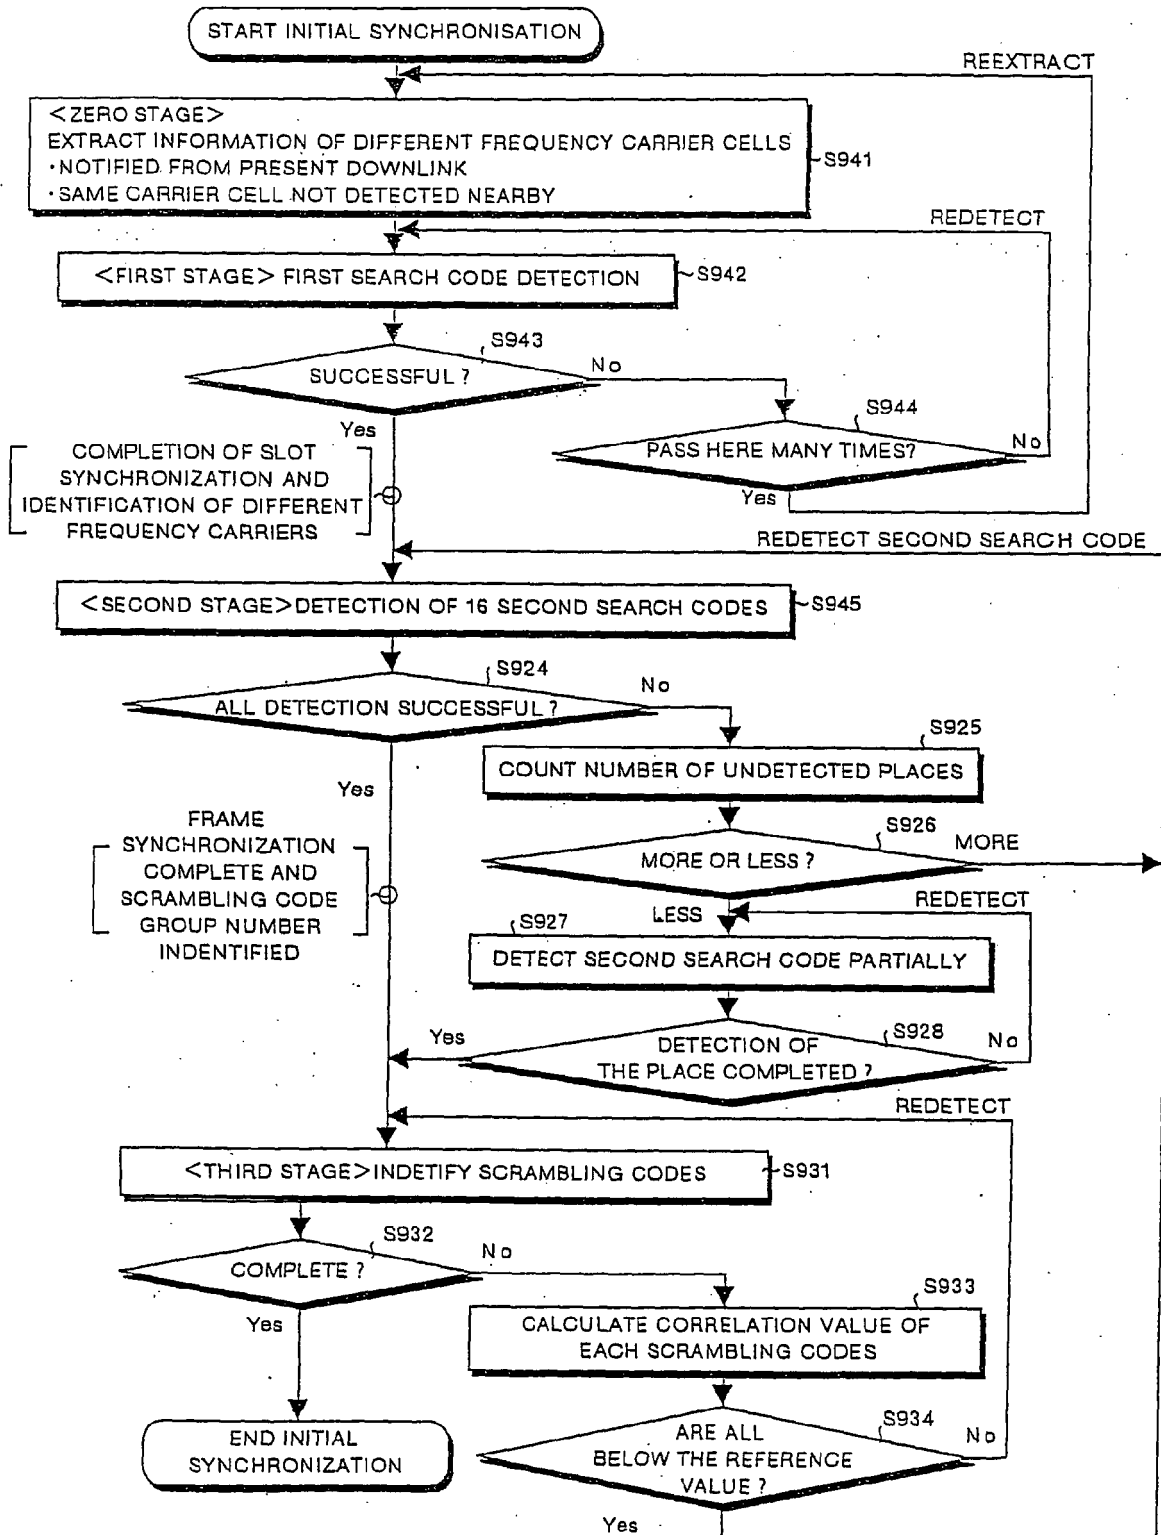 START INITIAL SYNCHRONISATION
REEXTRACT
<ZERO STAGE>
EXTRACT INFORMATION OF DIFFERENT FREQUENCY CARRIER CELLS
・NOTIFIED FROM PRESENT DOWNLINK
・SAME CARRIER CELL NOT DETECTED NEARBY
S941
REDETECT
<FIRST STAGE> FIRST SEARCH CODE DETECTION
S942
S943
SUCCESSFUL ?
No
Yes
S944
PASS HERE MANY TIMES?
No
Yes
COMPLETION OF SLOT
SYNCHRONIZATION AND
IDENTIFICATION OF DIFFERENT
FREQUENCY CARRIERS
REDETECT SECOND SEARCH CODE
<SECOND STAGE>DETECTION OF 16 SECOND SEARCH CODES
S945
S924
ALL DETECTION SUCCESSFUL ?
No
Yes
S925
COUNT NUMBER OF UNDETECTED PLACES
FRAME
SYNCHRONIZATION
COMPLETE AND
SCRAMBLING CODE
GROUP NUMBER
INDENTIFIED
S926
MORE OR LESS ?
MORE
LESS
REDETECT
S927
DETECT SECOND SEARCH CODE PARTIALLY
S928
DETECTION OF
THE PLACE COMPLETED ?
Yes
No
REDETECT
<THIRD STAGE>INDETIFY SCRAMBLING CODES
S931
S932
COMPLETE ?
No
Yes
S933
CALCULATE CORRELATION VALUE OF
EACH SCRAMBLING CODES
END INITIAL
SYNCHRONIZATION
S934
ARE ALL
BELOW THE REFERENCE
VALUE ?
No
Yes